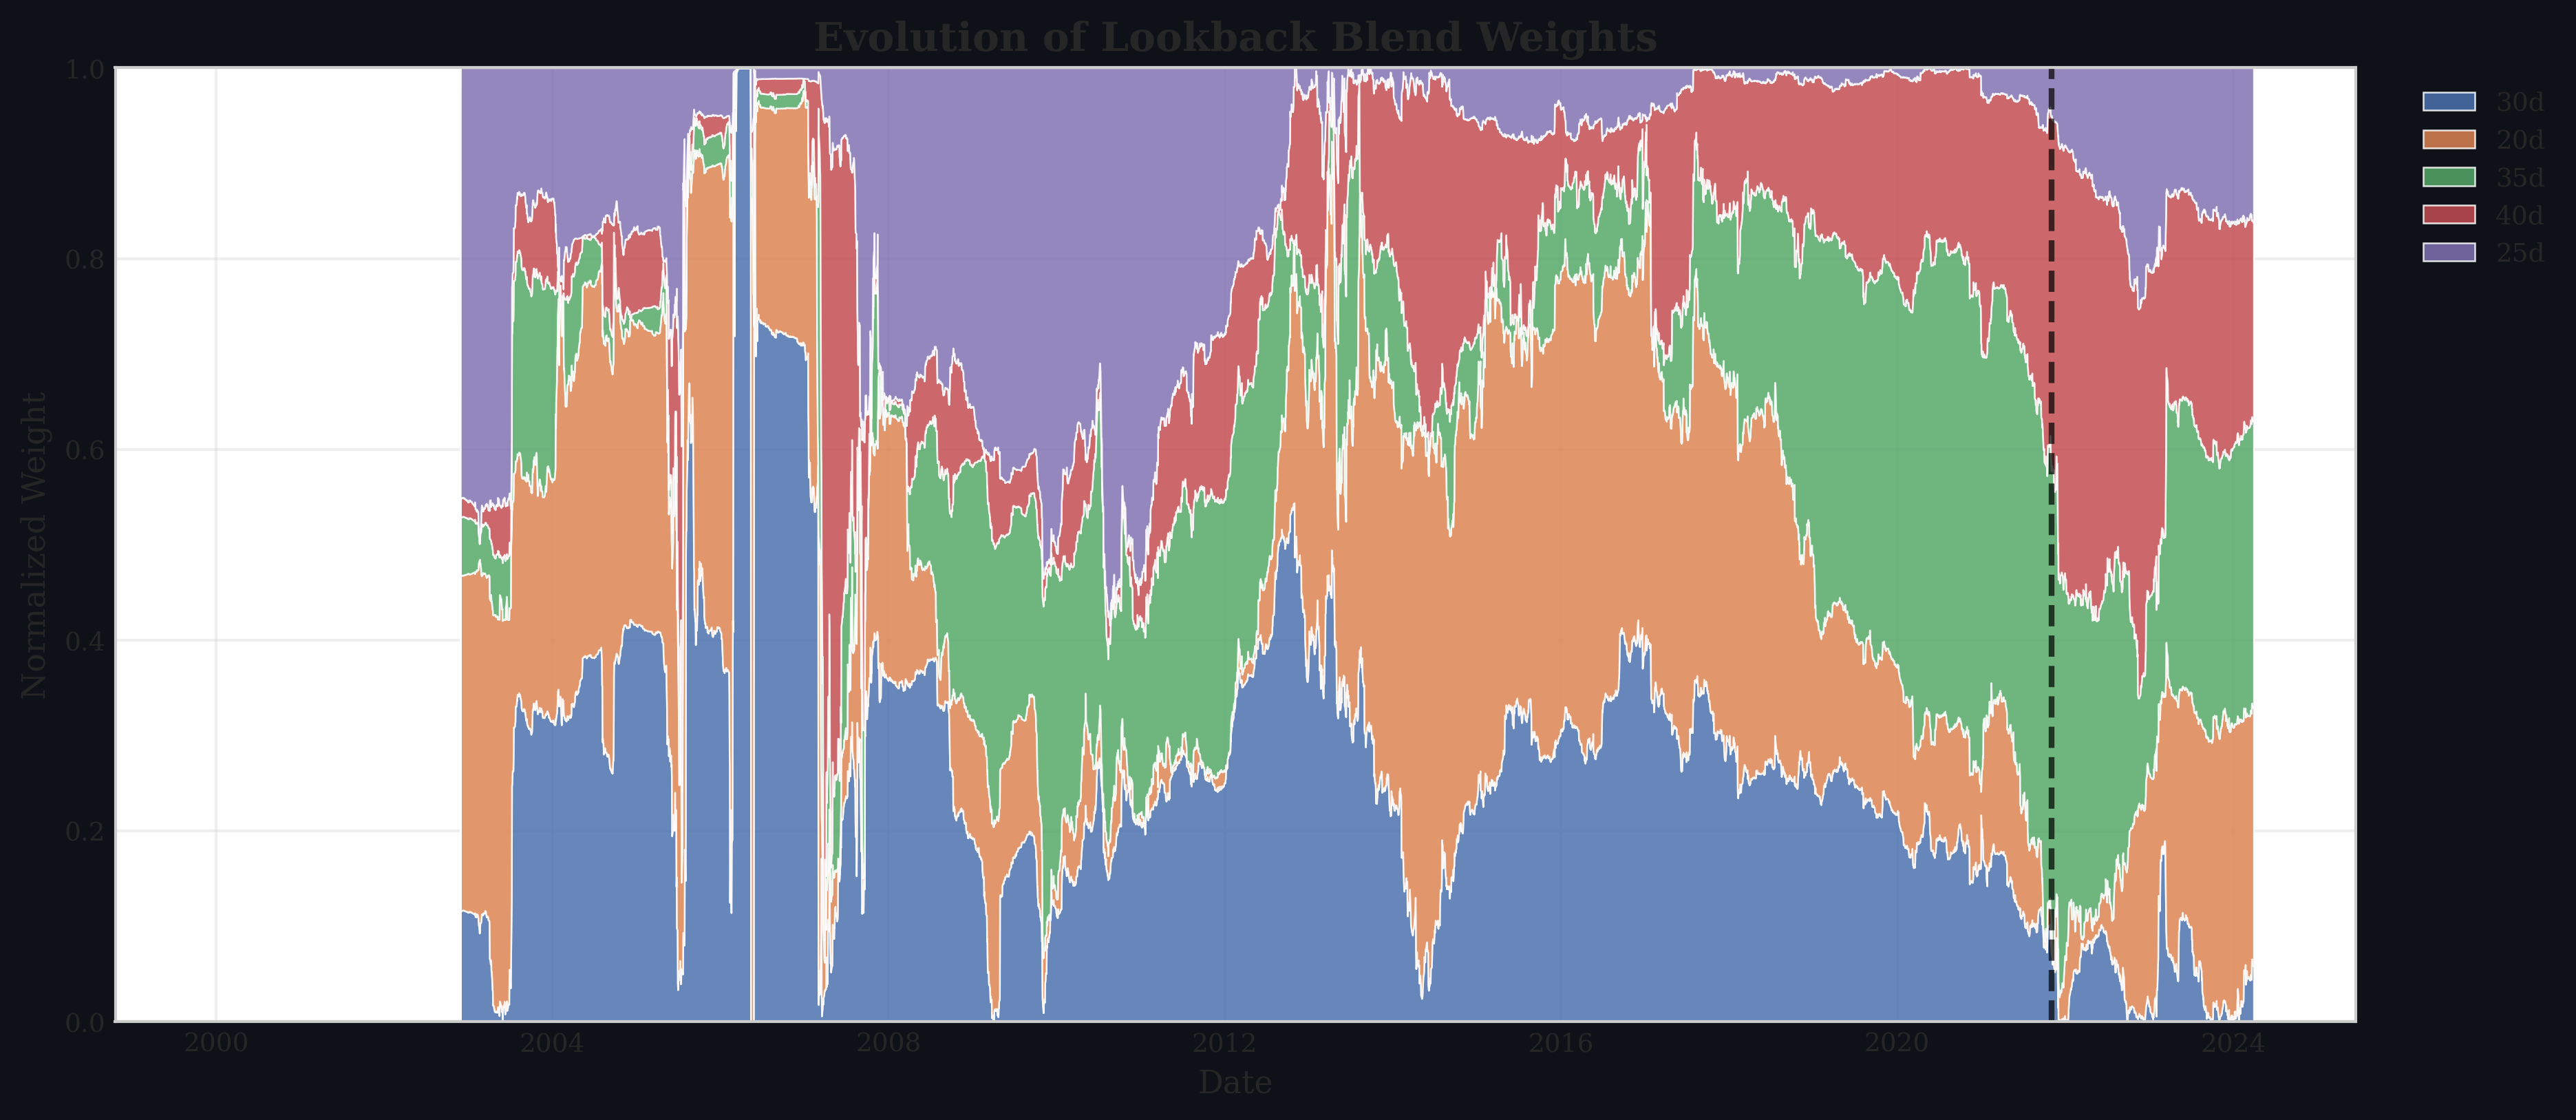 Evolution of Lookback Blend Weights
1.0
0.8
0.6
0.4
0.2
0.0
Normalized Weight
2000
2004
2008
2012
2016
2020
2024
Date
30d
20d
35d
40d
25d